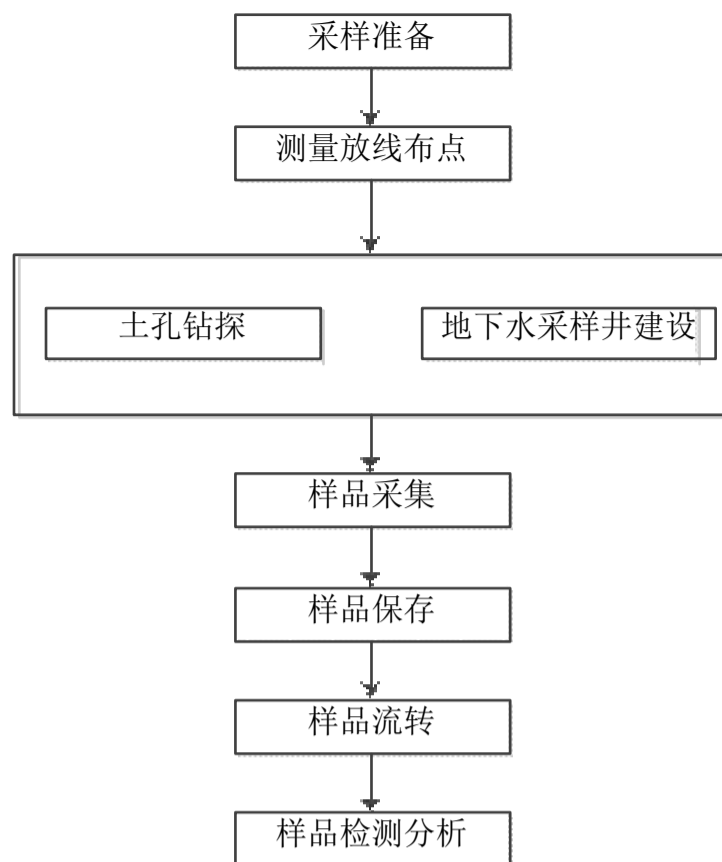 采样准备
测量放线布点
土孔钻探
地下水采样井建设
样品采集
样品保存
样品流转
样品检测分析